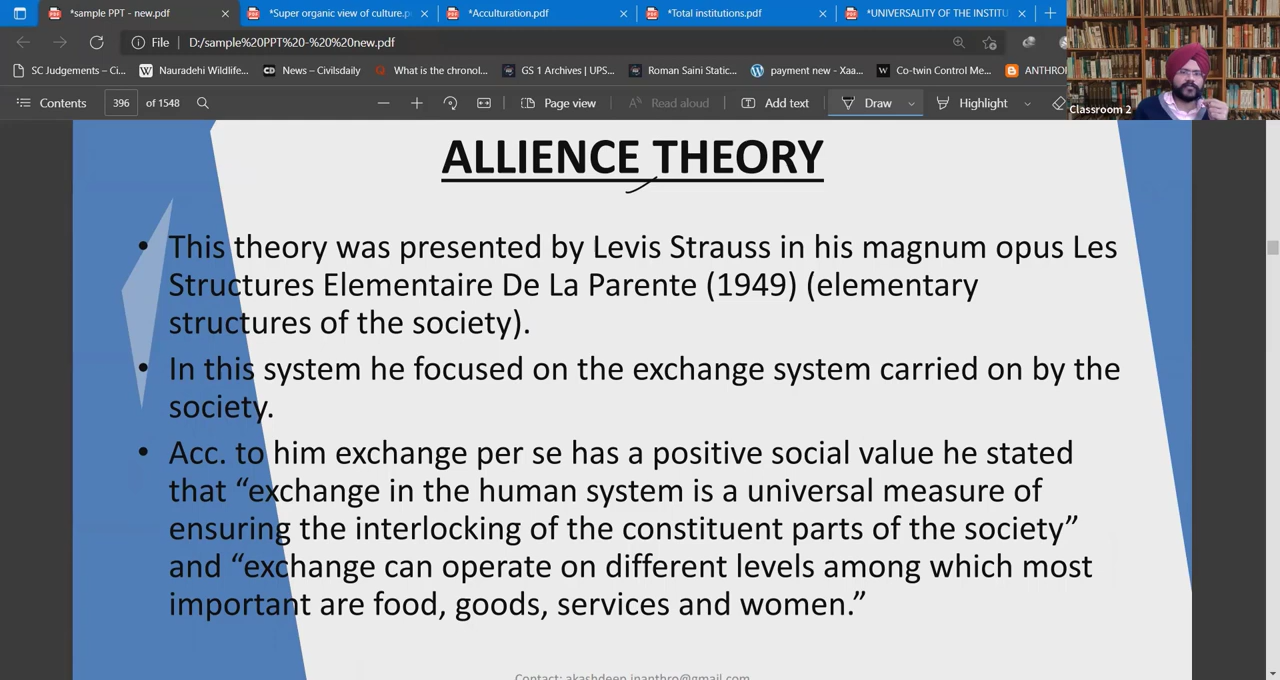 *sample PPT - new.pdf
*Super organic view of culture.p
*Acculturation.pdf
*Total institutions.pdf
*UNIVERSALITY OF THE INSTITU
File
D:/sample%20PPT%20-%20%20new.pdf
SC Judgements – Ci...
Nauradehi Wildlife...
News – Civilsdaily
What is the chronol...
GS 1 Archives | UPS...
Roman Saini Static...
payment new - Xaa...
Co-twin Control Me...
ANTHRO
Contents
396
of 1548
Page view
Read aloud
Add text
Draw
Highlight
Classroom 2
ALLIENCE THEORY
• This theory was presented by Levis Strauss in his magnum opus Les
Structures Elementaire De La Parente (1949) (elementary
structures of the society).
• In this system he focused on the exchange system carried on by the
society.
• Acc. to him exchange per se has a positive social value he stated
that “exchange in the human system is a universal measure of
ensuring the interlocking of the constituent parts of the society”
and “exchange can operate on different levels among which most
important are food, goods, services and women.”
Contact: akashdeep.inanthro@gmail.com